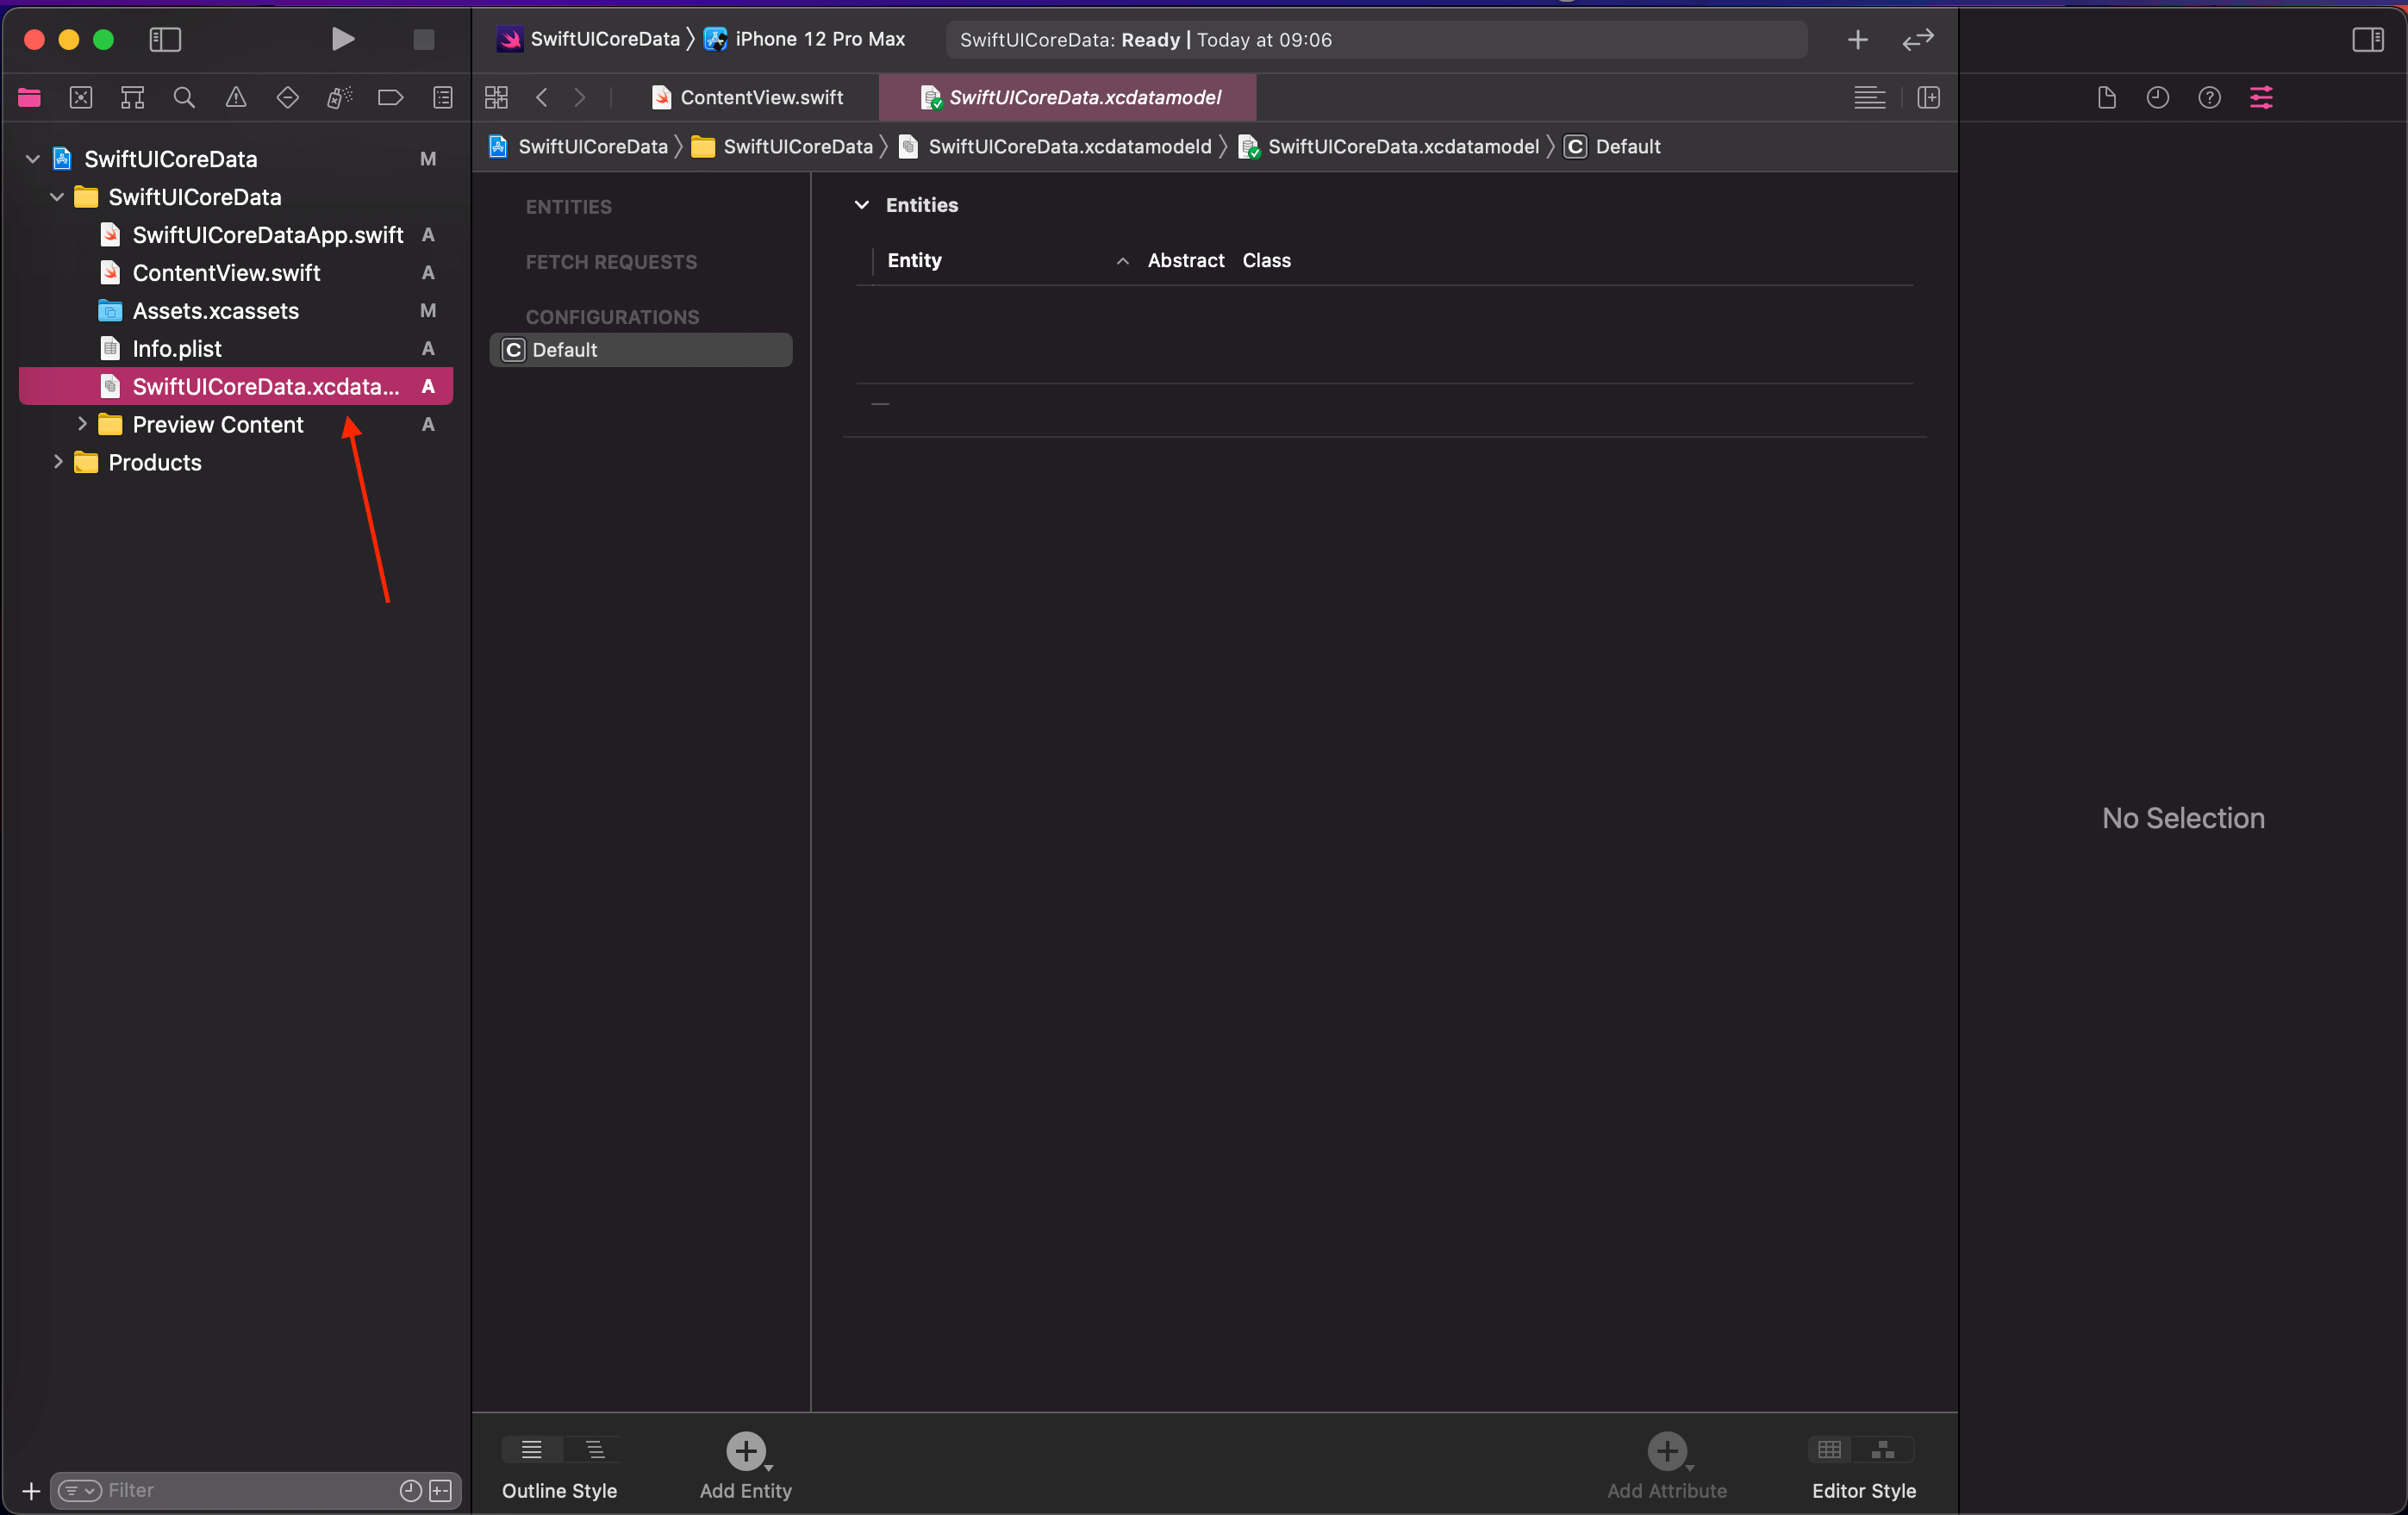 SwiftUICoreData 〉 iPhone 12 Pro Max
SwiftUICoreData: Ready | Today at 09:06
ContentView.swift
SwiftUICoreData.xcdatamodel
SwiftUICoreData 〉 SwiftUICoreData 〉 SwiftUICoreData.xcdatamodeld 〉 SwiftUICoreData.xcdatamodel 〉 C Default
SwiftUICoreData M
SwiftUICoreData
SwiftUICoreDataApp.swift A
ContentView.swift A
Assets.xcassets M
Info.plist A
SwiftUICoreData.xcdata... A
Preview Content A
Products
ENTITIES
FETCH REQUESTS
CONFIGURATIONS
C Default
Entities
Entity Abstract Class
No Selection
Filter
Outline Style
Add Entity
Add Attribute
Editor Style